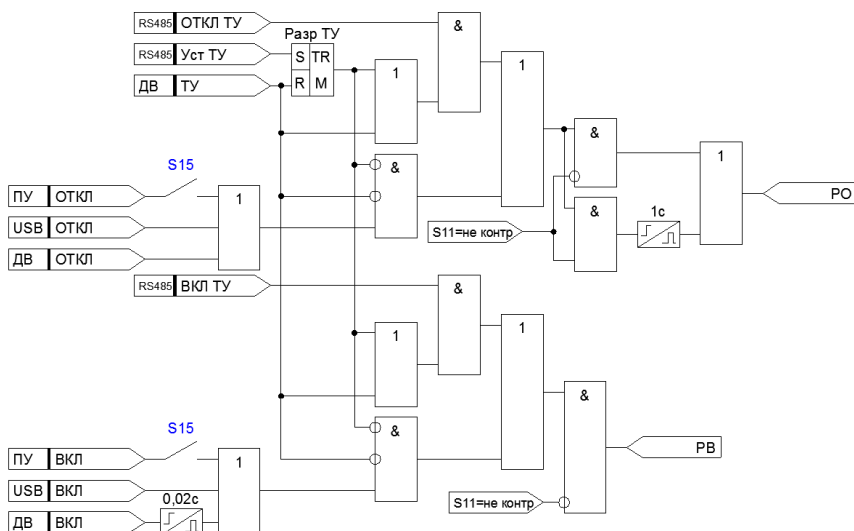 RS485 ОТКЛ ТУ
&
Разр ТУ
RS485 Уст ТУ
S TR
1
1
ДВ ТУ
R M
&
1
S15
&
ПУ ОТКЛ
1
USB ОТКЛ
S11=не контр
&
1с
РО
ДВ ОТКЛ
RS485 ВКЛ ТУ
&
1
1
&
S15
&
ПУ ВКЛ
1
РВ
USB ВКЛ
0,02с
S11=не контр
ДВ ВКЛ